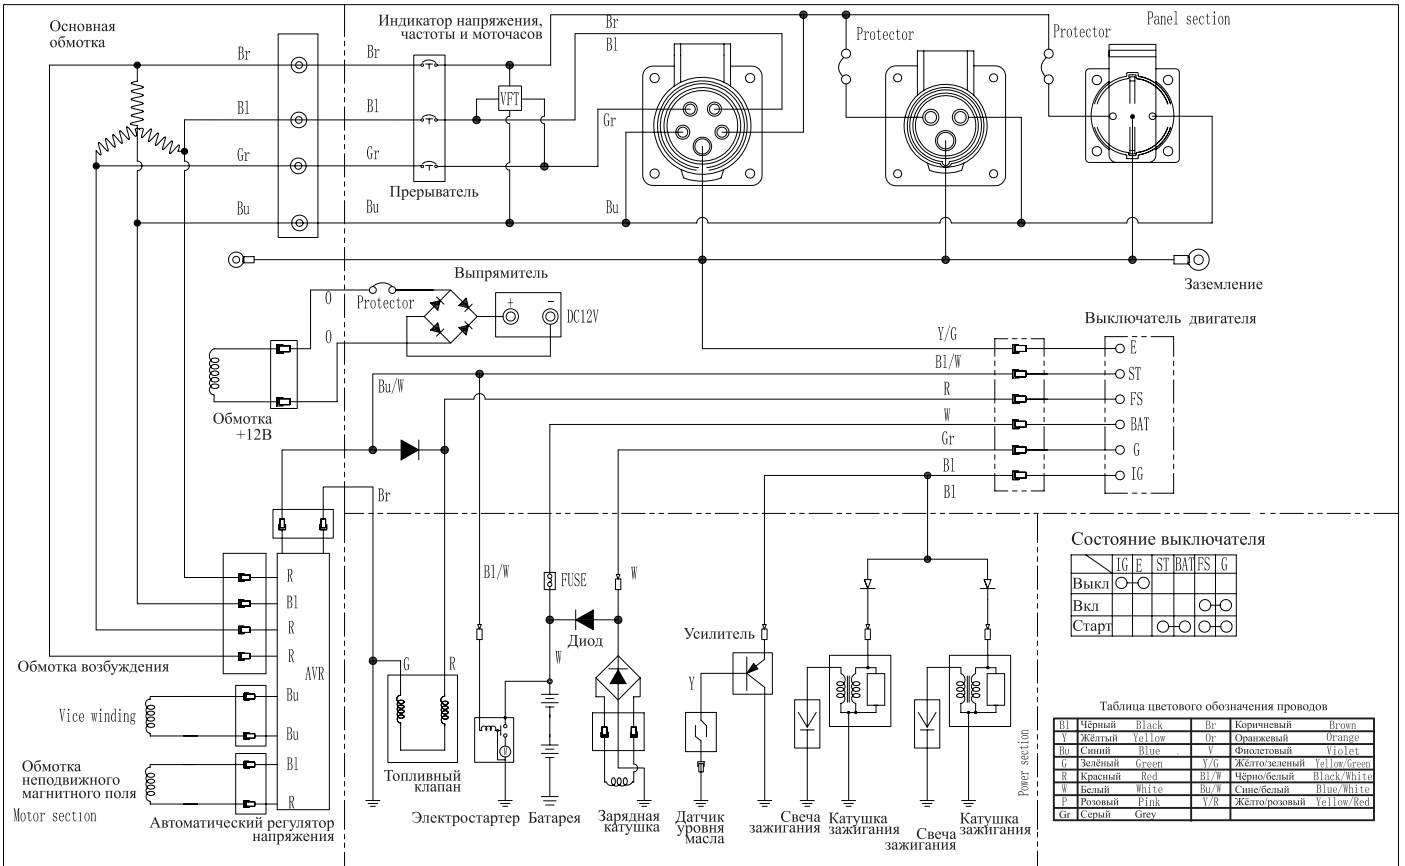 Основная
обмотка
Индикатор напряжения,
частоты и моточасов
Br
Bl
Panel section
Protector
Protector
Br
Br
Bl
Bl
VFT
Gr
Gr
Gr
Прерыватель
Bu
Bu
Bu
Заземление
Выпрямитель
O
Protector
+
-
DC12V
O
Выключатель двигателя
Обмотка
+12В
Y/G
E
Bl/W
ST
Bu/W
R
FS
W
BAT
Gr
G
Bl
IG
Bl
Br
Состояние выключателя
IG E ST BAT FS G
Выкл
Вкл
Старт
R
Bl
R
R
AVR
Bu
Bu
Bl
R
Обмотка возбуждения
Vice winding
Обмотка
неподвижного
магнитного поля
Motor section
Автоматический регулятор
напряжения
Bl/W
FUSE
W
Диод
W
G
R
Топливный
клапан
Электростартер
Батарея
Зарядная
катушка
Усилитель
Y
Датчик
уровня
масла
Свеча
зажигания
Катушка
зажигания
Свеча
зажигания
Катушка
зажигания
Power section
Таблица цветового обозначения проводов
Bl Чёрный Black Br Коричневый Brown
Y Жёлтый Yellow Or Оранжевый Orange
Bu Синий Blue V Фиолетовый Violet
G Зелёный Green Y/G Жёлто/зеленый Yellow/Green
R Красный Red Bl/W Чёрно/белый Black/White
W Белый White Bu/W Сине/белый Blue/White
P Розовый Pink Y/R Жёлто/розовый Yellow/Red
Gr Серый Grey